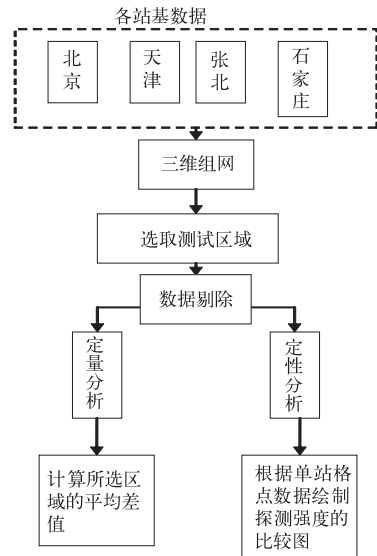 各站基数据
北京
天津
张北
石家庄
三维组网
选取测试区域
数据剔除
定量分析
定性分析
计算所选区
域的平均差
值
根据单站格
点数据绘制
探测强度的
比较图